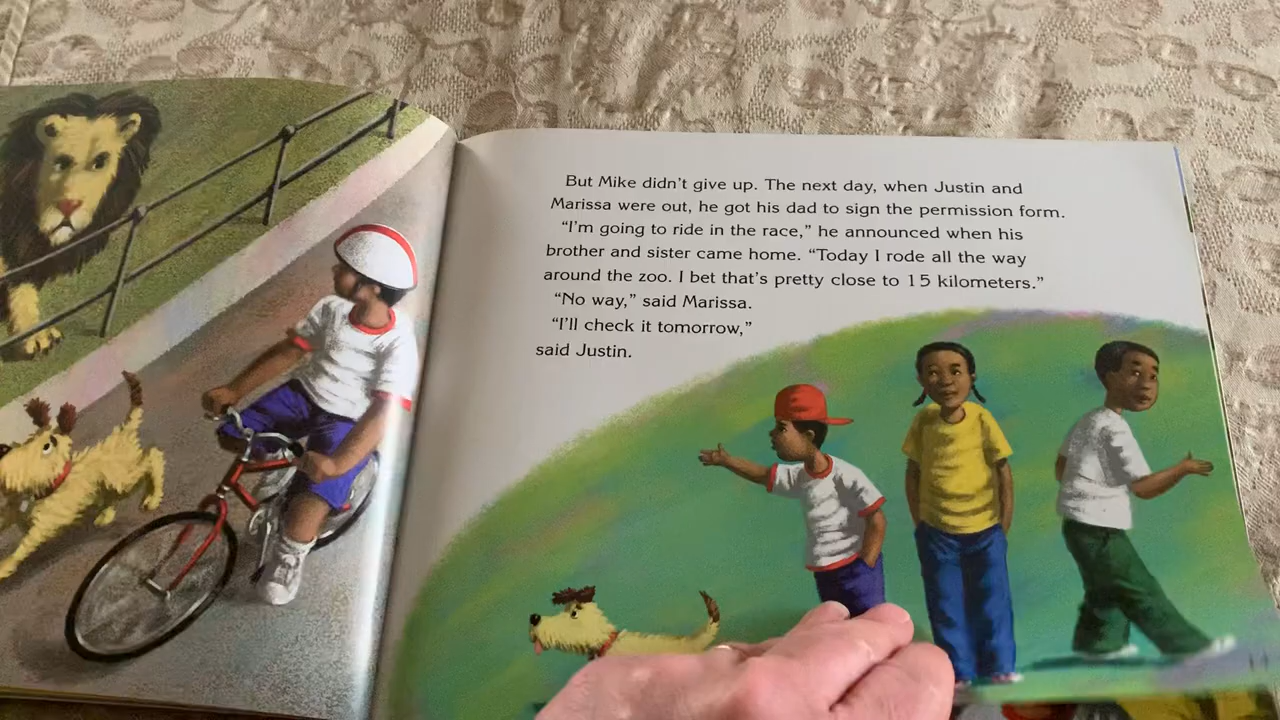 But Mike didn't give up. The next day, when Justin and
Marissa were out, he got his dad to sign the permission form.
“I'm going to ride in the race,” he announced when his
brother and sister came home. “Today I rode all the way
around the zoo. I bet that's pretty close to 15 kilometers.”
“No way,” said Marissa.
“I'll check it tomorrow,”
said Justin.